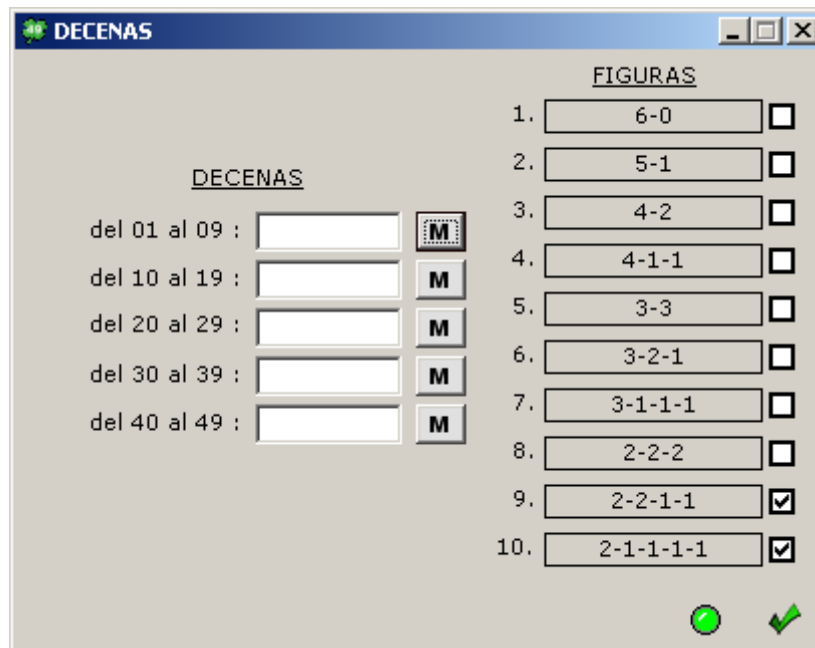 DECENAS
FIGURAS
1. 6-0
2. 5-1
3. 4-2
4. 4-1-1
5. 3-3
6. 3-2-1
7. 3-1-1-1
8. 2-2-2
9. 2-2-1-1
10. 2-1-1-1-1
DECENAS
del 01 al 09 : M
del 10 al 19 : M
del 20 al 29 : M
del 30 al 39 : M
del 40 al 49 : M